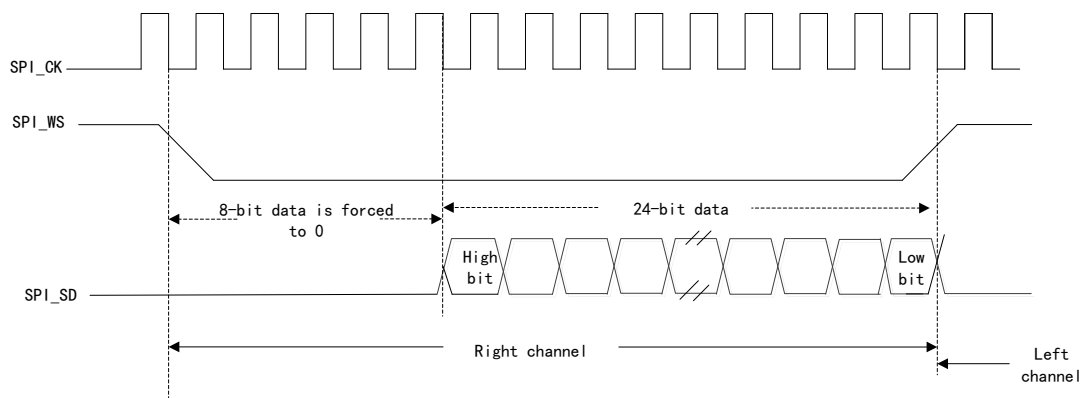 SPI_CK
SPI_WS
8-bit data is forced
to 0
24-bit data
High
bit
Low
bit
SPI_SD
Right channel
Left
channel